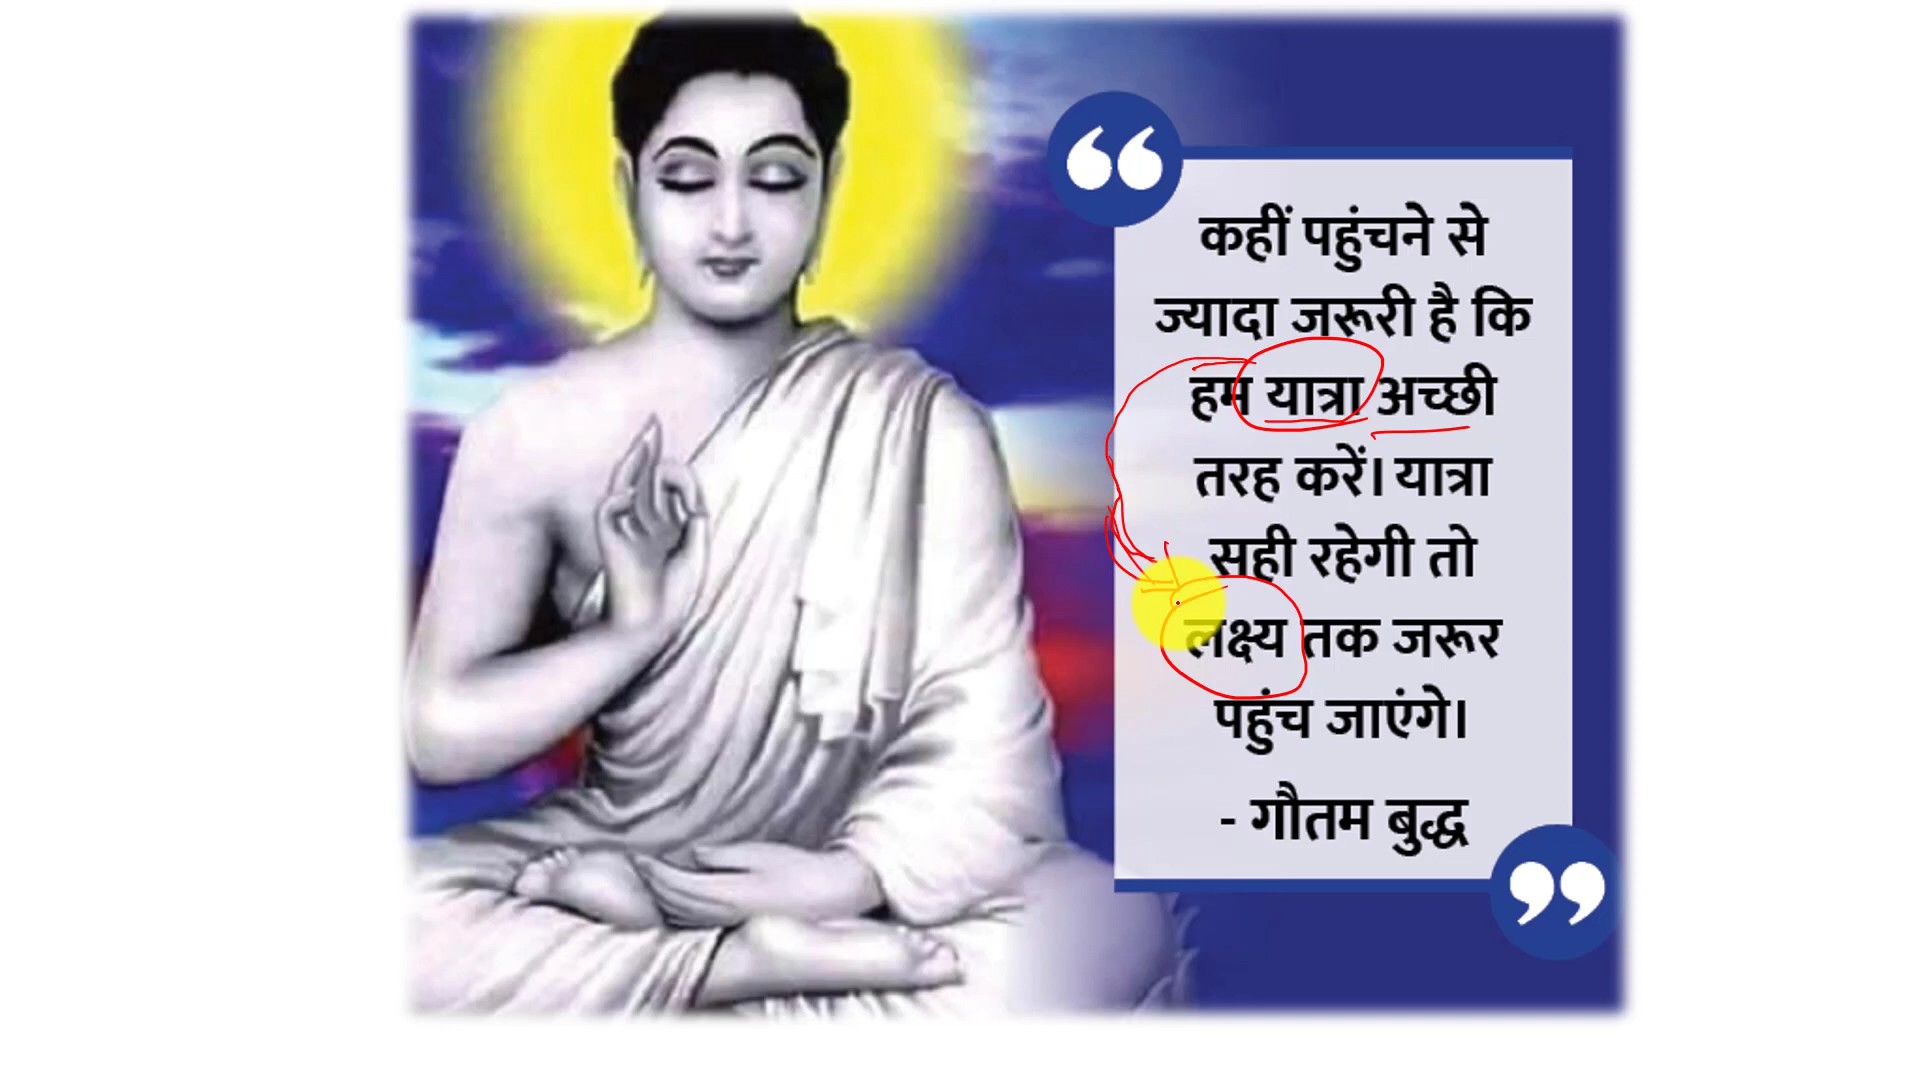 कहीं पहुंचने से
ज्यादा जरूरी है कि
हम यात्रा अच्छी
तरह करें। यात्रा
सही रहेगी तो
लक्ष्य तक जरूर
पहुंच जाएंगे।
- गौतम बुद्ध